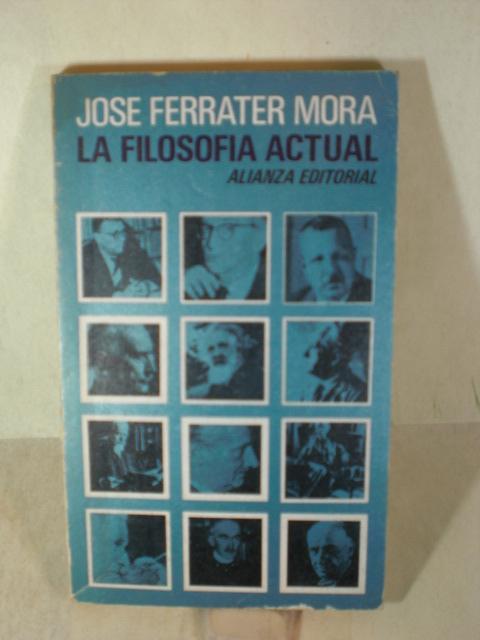 JOSE FERRATER MORA
LA FILOSOFIA ACTUAL
ALIANZA EDITORIAL